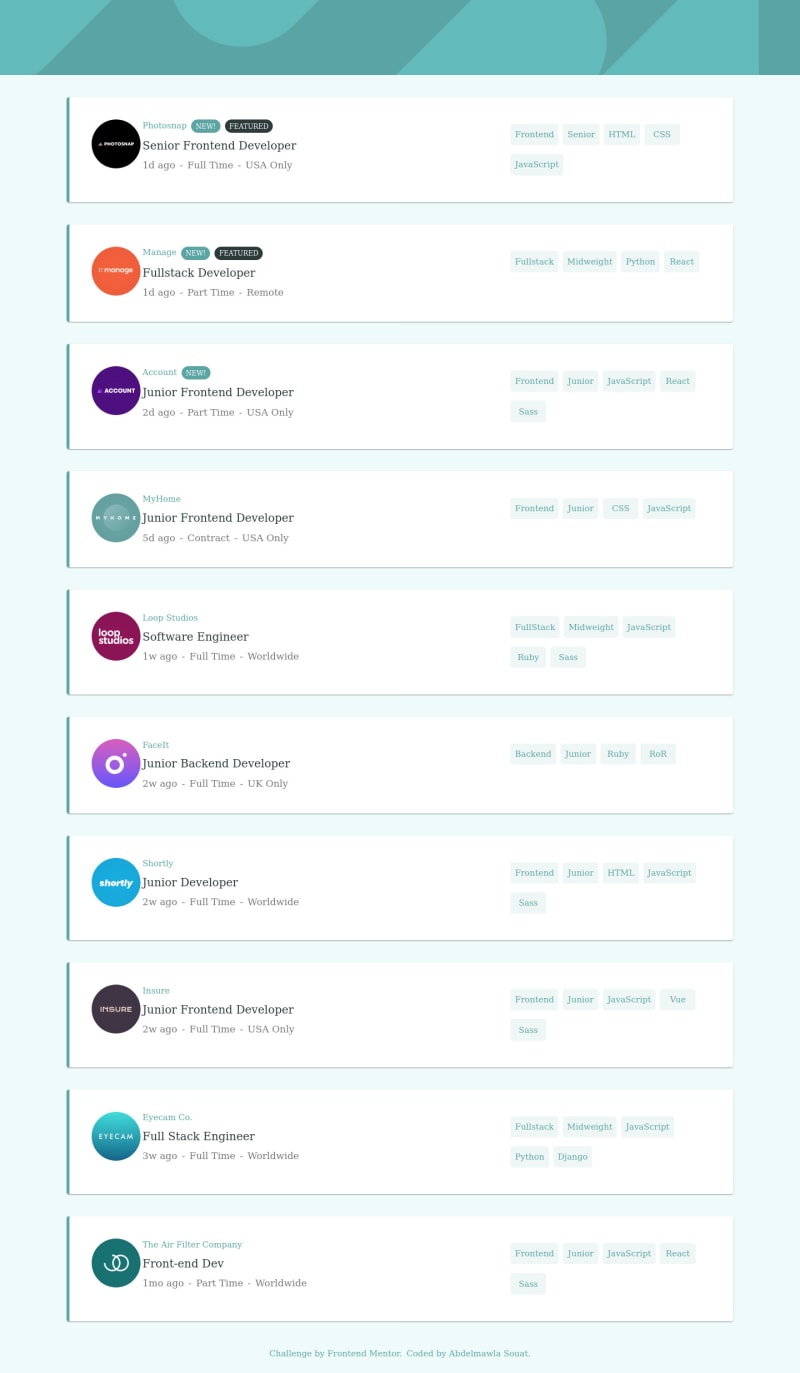 PHOTOSNAP
Photosnap NEW! FEATURED
Senior Frontend Developer
1d ago - Full Time - USA Only
Frontend Senior HTML CSS
JavaScript
manage
Manage NEW! FEATURED
Fullstack Developer
1d ago - Part Time - Remote
Fullstack Midweight Python React
ACCOUNT
Account NEW!
Junior Frontend Developer
2d ago - Part Time - USA Only
Frontend Junior JavaScript React
Sass
MYHOME
MyHome
Junior Frontend Developer
5d ago - Contract - USA Only
Frontend Junior CSS JavaScript
loop
studios
Loop Studios
Software Engineer
1w ago - Full Time - Worldwide
FullStack Midweight JavaScript
Ruby Sass
FaceIt
Junior Backend Developer
2w ago - Full Time - UK Only
Backend Junior Ruby RoR
shortly
Shortly
Junior Developer
2w ago - Full Time - Worldwide
Frontend Junior HTML JavaScript
Sass
INSURE
Insure
Junior Frontend Developer
2w ago - Full Time - USA Only
Frontend Junior JavaScript Vue
Sass
EYECAM
Eyecam Co.
Full Stack Engineer
3w ago - Full Time - Worldwide
Fullstack Midweight JavaScript
Python Django
The Air Filter Company
Front-end Dev
1mo ago - Part Time - Worldwide
Frontend Junior JavaScript React
Sass
Challenge by Frontend Mentor. Coded by Abdelmawla Souat.